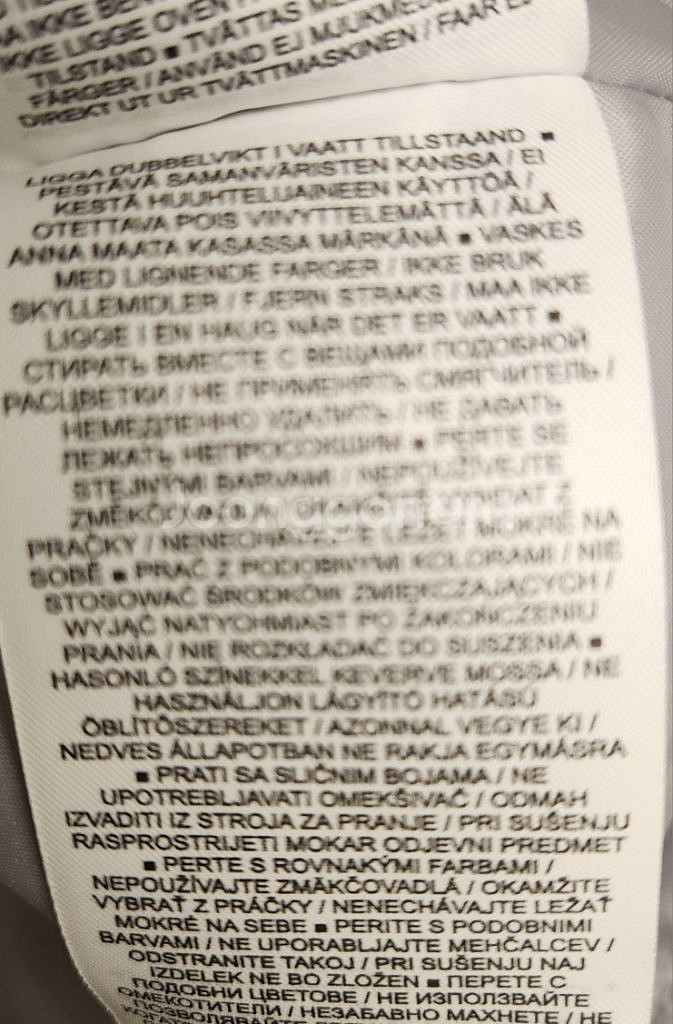 IKKE LIGGE OVEN
TILSTAND ■ TVÄTTAS
FÄRGER / ANVÄND EJ MJUKMEDEL
DIREKT UT UR TVÄTTMASKINEN / FÅR EJ
LIGGA DUBBELVIKT I VAATT TILLSTAAND ■
PESTÄVÄ SAMANVÄRISTEN KANSSA / EI
KESTÄ HUUHTELUAINEEN KÄYTTÖÄ /
OTETTAVA POIS VIIVYTTELEMÄTTÄ / ÄLÄ
ANNA MAATA KASASSA MÄRKÄNÄ ■ VASKES
MED LIGNENDE FARGER / IKKE BRUK
SKYLLEMIDLER / FJERN STRAKS / MAA IKKE
LIGGE I EN HAUG NÅR DET ER VAATT ■
СТИРАТЬ ВМЕСТЕ С ВЕЩАМИ ПОДОБНОЙ
РАСЦВЕТКИ / НЕ ПРИМЕНЯТЬ СМЯГЧИТЕЛЬ /
НЕМЕДЛЕННО УДАЛИТЬ / НЕ ДАВАТЬ
ЛЕЖАТЬ НЕПРОСОХШИМ ■ PERTE SE
STEJNÝMI BARVAMI / NEPOUŽÍVEJTE
ZMĚKČOVADLA / OKAMŽITĚ VYNDAT Z
PRAČKY / NENECHÁVEJTE LEŽET MOKRÉ NA
SOBĚ ■ PRAĆ Z PODOBNYMI KOLORAMI / NIE
STOSOWAĆ ŚRODKÓW ZMIĘKCZAJĄCYCH /
WYJĄĆ NATYCHMIAST PO ZAKOŃCZENIU
PRANIA / NIE ROZKŁADAĆ DO SUSZENIA ■
HASONLÓ SZÍNEKKEL KEVERVE MOSSA / NE
HASZNÁLJON LÁGYÍTÓ HATÁSÚ
ÖBLÍTŐSZEREKET / AZONNAL VEGYE KI /
NEDVES ÁLLAPOTBAN NE RAKJA EGYMÁSRA
■ PRATI SA SLIČNIM BOJAMA / NE
UPOTREBLJAVATI OMEKŠIVAČ / ODMAH
IZVADITI IZ STROJA ZA PRANJE / PRI SUŠENJU
RASPROSTRIJETI MOKAR ODJEVNI PREDMET
■ PERTE S ROVNAKÝMI FARBAMI /
NEPOUŽÍVAJTE ZMÄKČOVADLÁ / OKAMŽITE
VYBRAŤ Z PRÁČKY / NENECHÁVAJTE LEŽAŤ
MOKRÉ NA SEBE ■ PERITE S PODOBNIMI
BARVAMI / NE UPORABLJAJTE MEHČALCEV /
ODSTRANITE TAKOJ / PRI SUŠENJU NAJ
IZDELEK NE BO ZLOŽEN ■ ПЕРЕТЕ С
ПОДОБНИ ЦВЕТОВЕ / НЕ ИЗПОЛЗВАЙТЕ
ОМЕКОТИТЕЛИ / НЕЗАБАВНО МАХНЕТЕ / НЕ